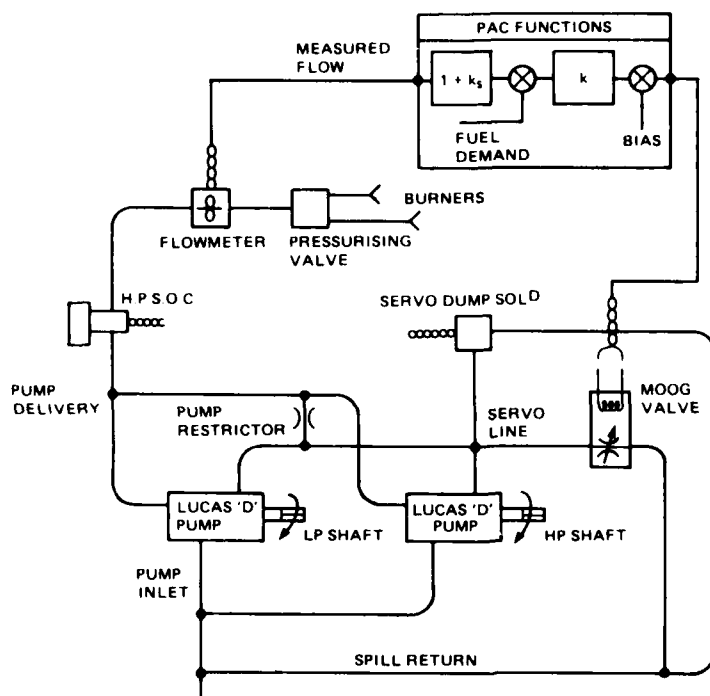 PAC FUNCTIONS
MEASURED
FLOW
1 + ks
k
FUEL
DEMAND
BIAS
BURNERS
FLOWMETER
PRESSURISING
VALVE
H.P.S.O.C
SERVO DUMP SOLD
MOOG
VALVE
PUMP
DELIVERY
PUMP
RESTRICTOR
SERVO
LINE
LUCAS 'D'
PUMP
LP SHAFT
LUCAS 'D'
PUMP
HP SHAFT
PUMP
INLET
SPILL RETURN